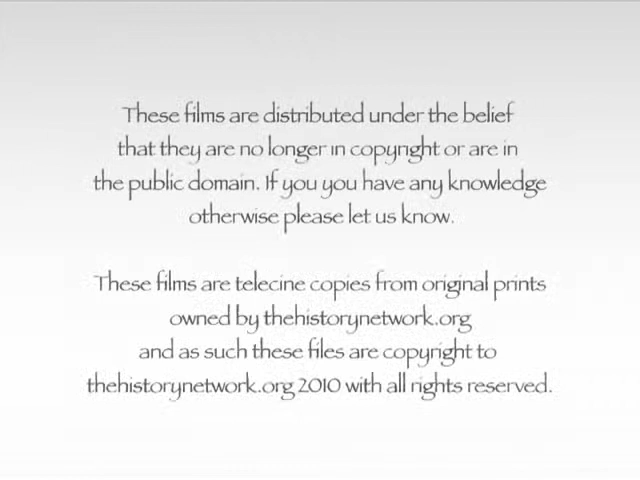 These films are distributed under the belief
that they are no longer in copyright or are in
the public domain. If you you have any knowledge
otherwise please let us know.
These films are telecine copies from original prints
owned by thehistorynetwork.org
and as such these files are copyright to
thehistorynetwork.org 2010 with all rights reserved.